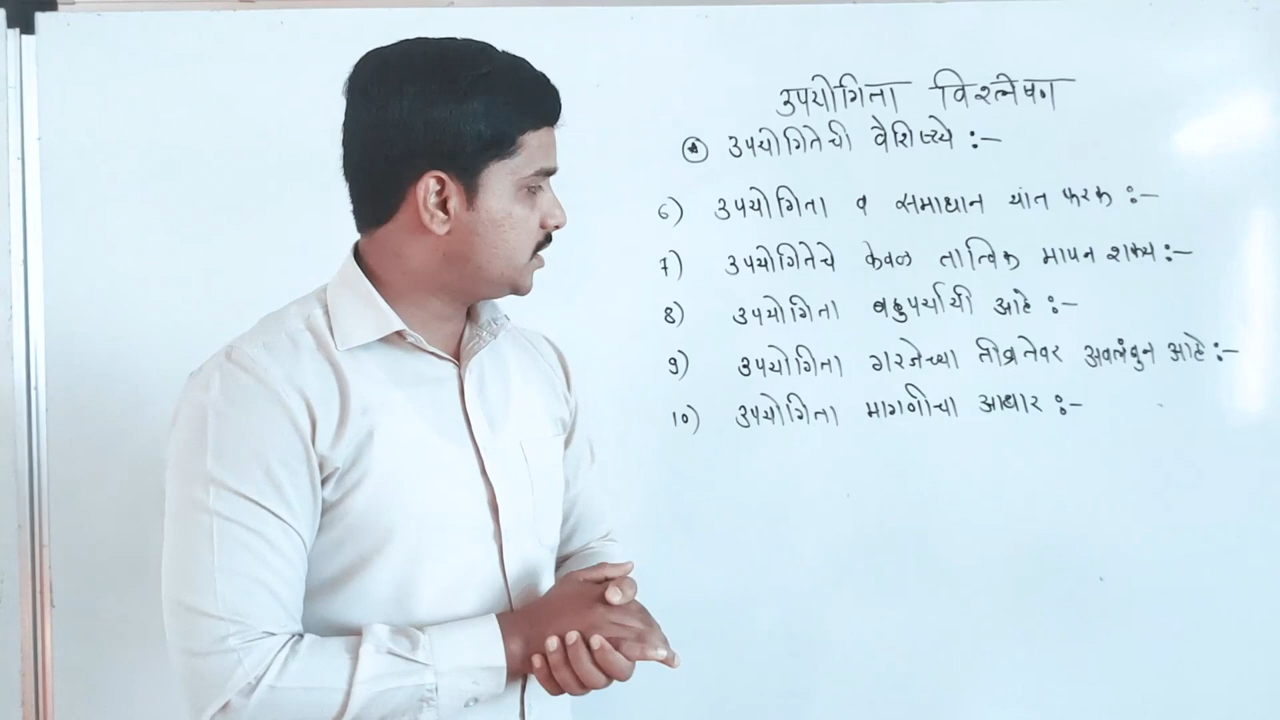 उपयोगिता विश्लेषण
* उपयोगितेची वैशिष्ट्ये :-
6) उपयोगिता व समाधान यांत फरक :-
7) उपयोगितेचे केवळ तात्विक मापन शक्य :-
8) उपयोगिता बहुपर्यायी आहे :-
9) उपयोगिता गरजेच्या तीव्रतेवर अवलंबुन आहे :-
10) उपयोगिता मागणीचा आधार :-